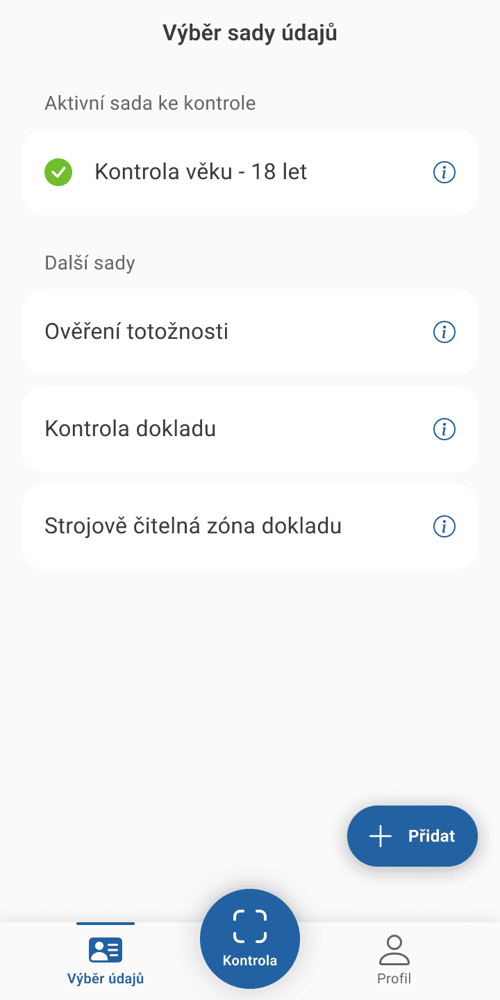 Výběr sady údajů
Aktivní sada ke kontrole
Kontrola věku - 18 let
Další sady
Ověření totožnosti
Kontrola dokladu
Strojově čitelná zóna dokladu
Přidat
Výběr údajů
Kontrola
Profil